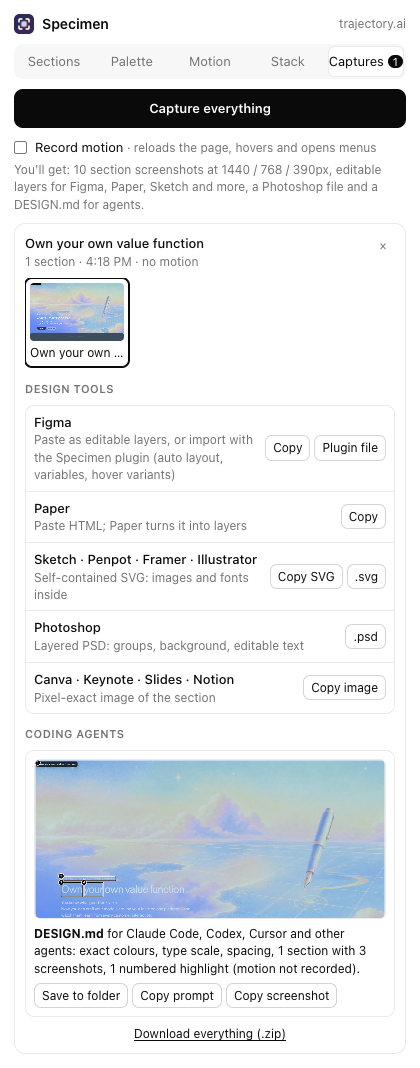 Specimen
trajectory.ai
Sections
Palette
Motion
Stack
Captures 1
Capture everything
Record motion · reloads the page, hovers and opens menus
You'll get: 10 section screenshots at 1440 / 768 / 390px, editable
layers for Figma, Paper, Sketch and more, a Photoshop file and a
DESIGN.md for agents.
Own your own value function
×
1 section · 4:18 PM · no motion
Own your own ...
DESIGN TOOLS
Figma
Paste as editable layers, or import with
the Specimen plugin (auto layout,
variables, hover variants)
Copy
Plugin file
Paper
Paste HTML; Paper turns it into layers
Copy
Sketch · Penpot · Framer · Illustrator
Self-contained SVG: images and fonts
inside
Copy SVG
.svg
Photoshop
Layered PSD: groups, background, editable text
.psd
Canva · Keynote · Slides · Notion
Pixel-exact image of the section
Copy image
CODING AGENTS
Own your own value function
DESIGN.md for Claude Code, Codex, Cursor and other
agents: exact colours, type scale, spacing, 1 section with 3
screenshots, 1 numbered highlight (motion not recorded).
Save to folder
Copy prompt
Copy screenshot
Download everything (.zip)